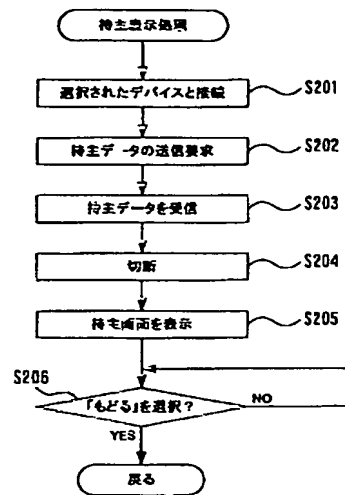 持主表示処理
選択されたデバイスと接続
S201
持主データの送信要求
S202
持主データを受信
S203
切断
S204
持主画面を表示
S205
S206
「もどる」を選択?
NO
YES
戻る